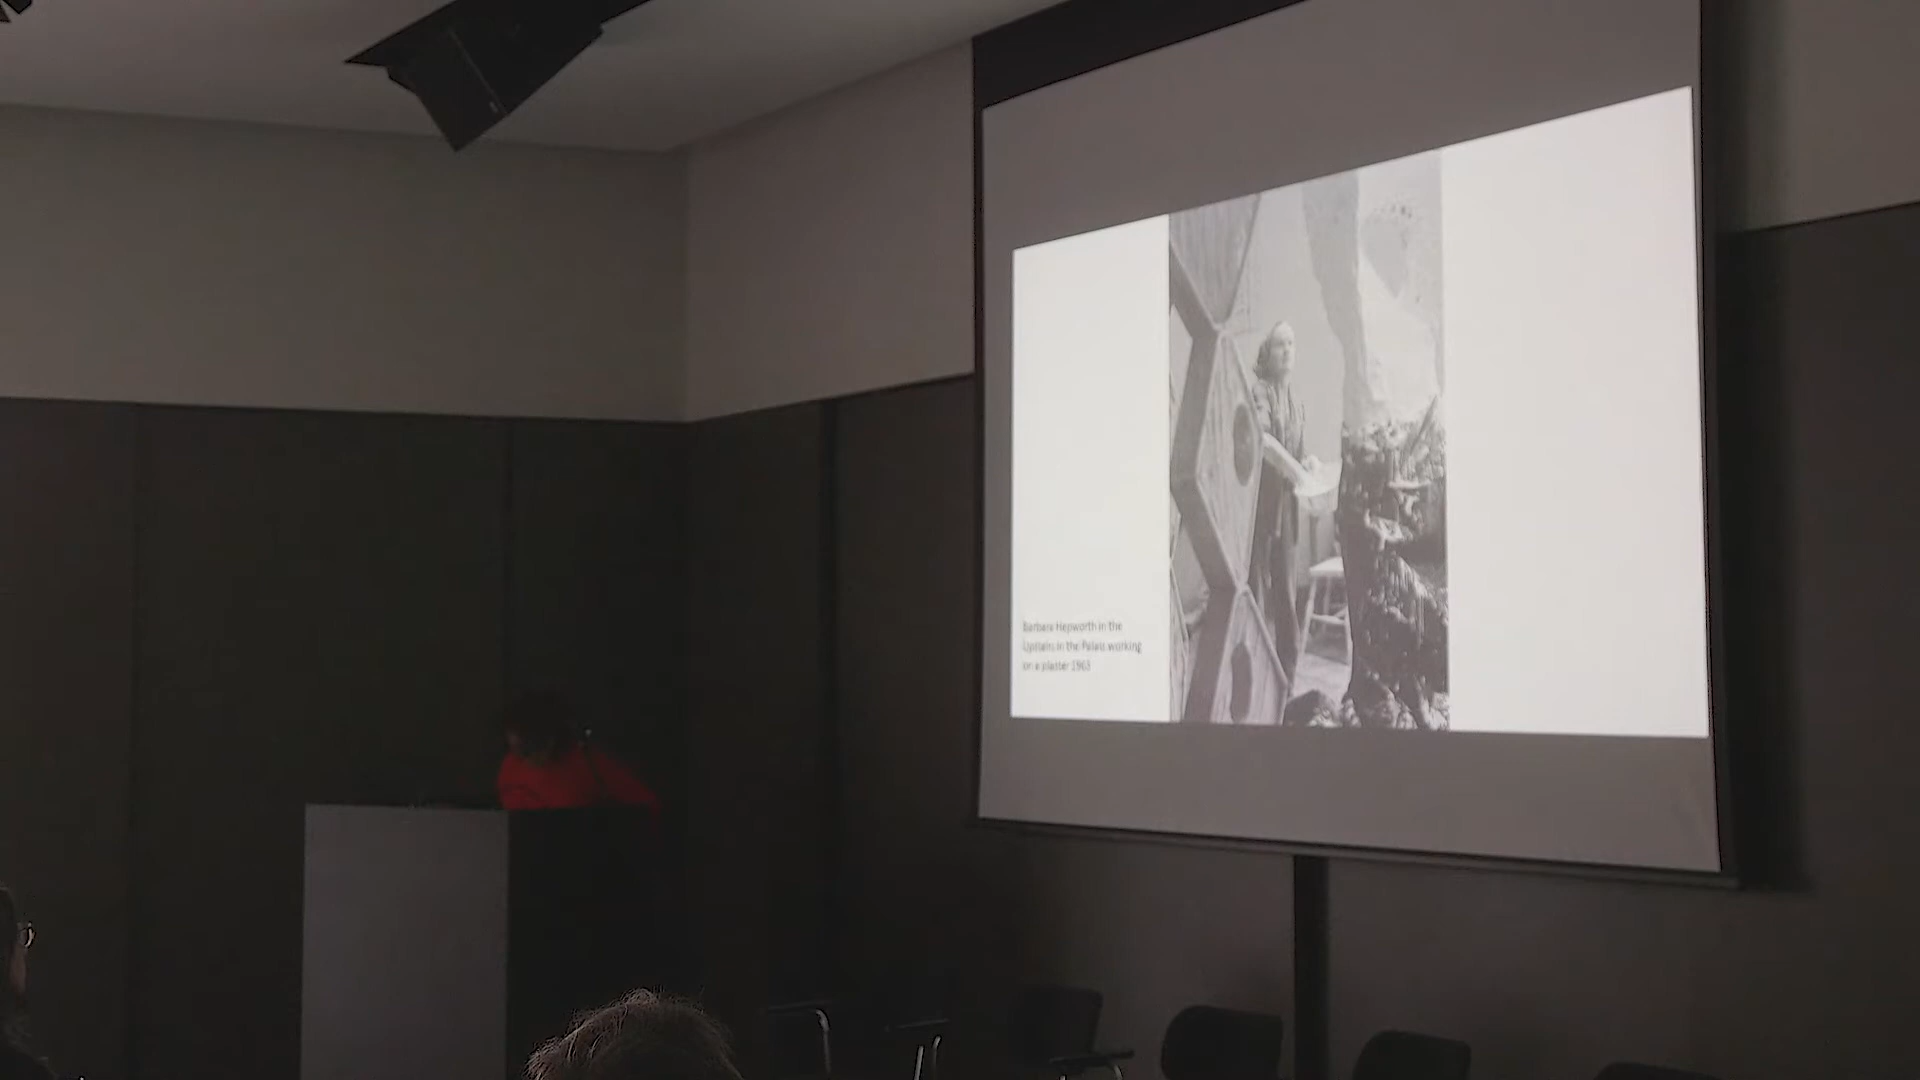 Barbara Hepworth in the
Upstairs in the Palais working
on a plaster 1963